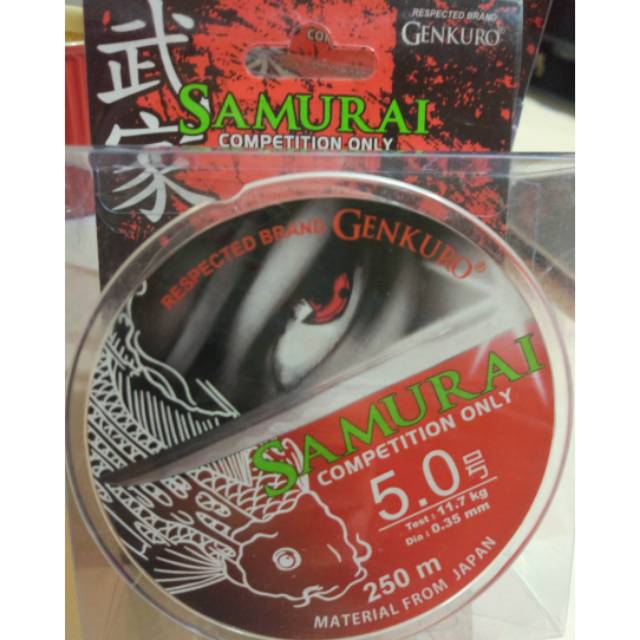 武家
RESPECTED BRAND
GENKURO
SAMURAI
COMPETITION ONLY
RESPECTED BRAND GENKURO®
SAMURAI
COMPETITION ONLY
5.0号
Test : 11.7 kg
Dia : 0.35 mm
250 m
MATERIAL FROM JAPAN